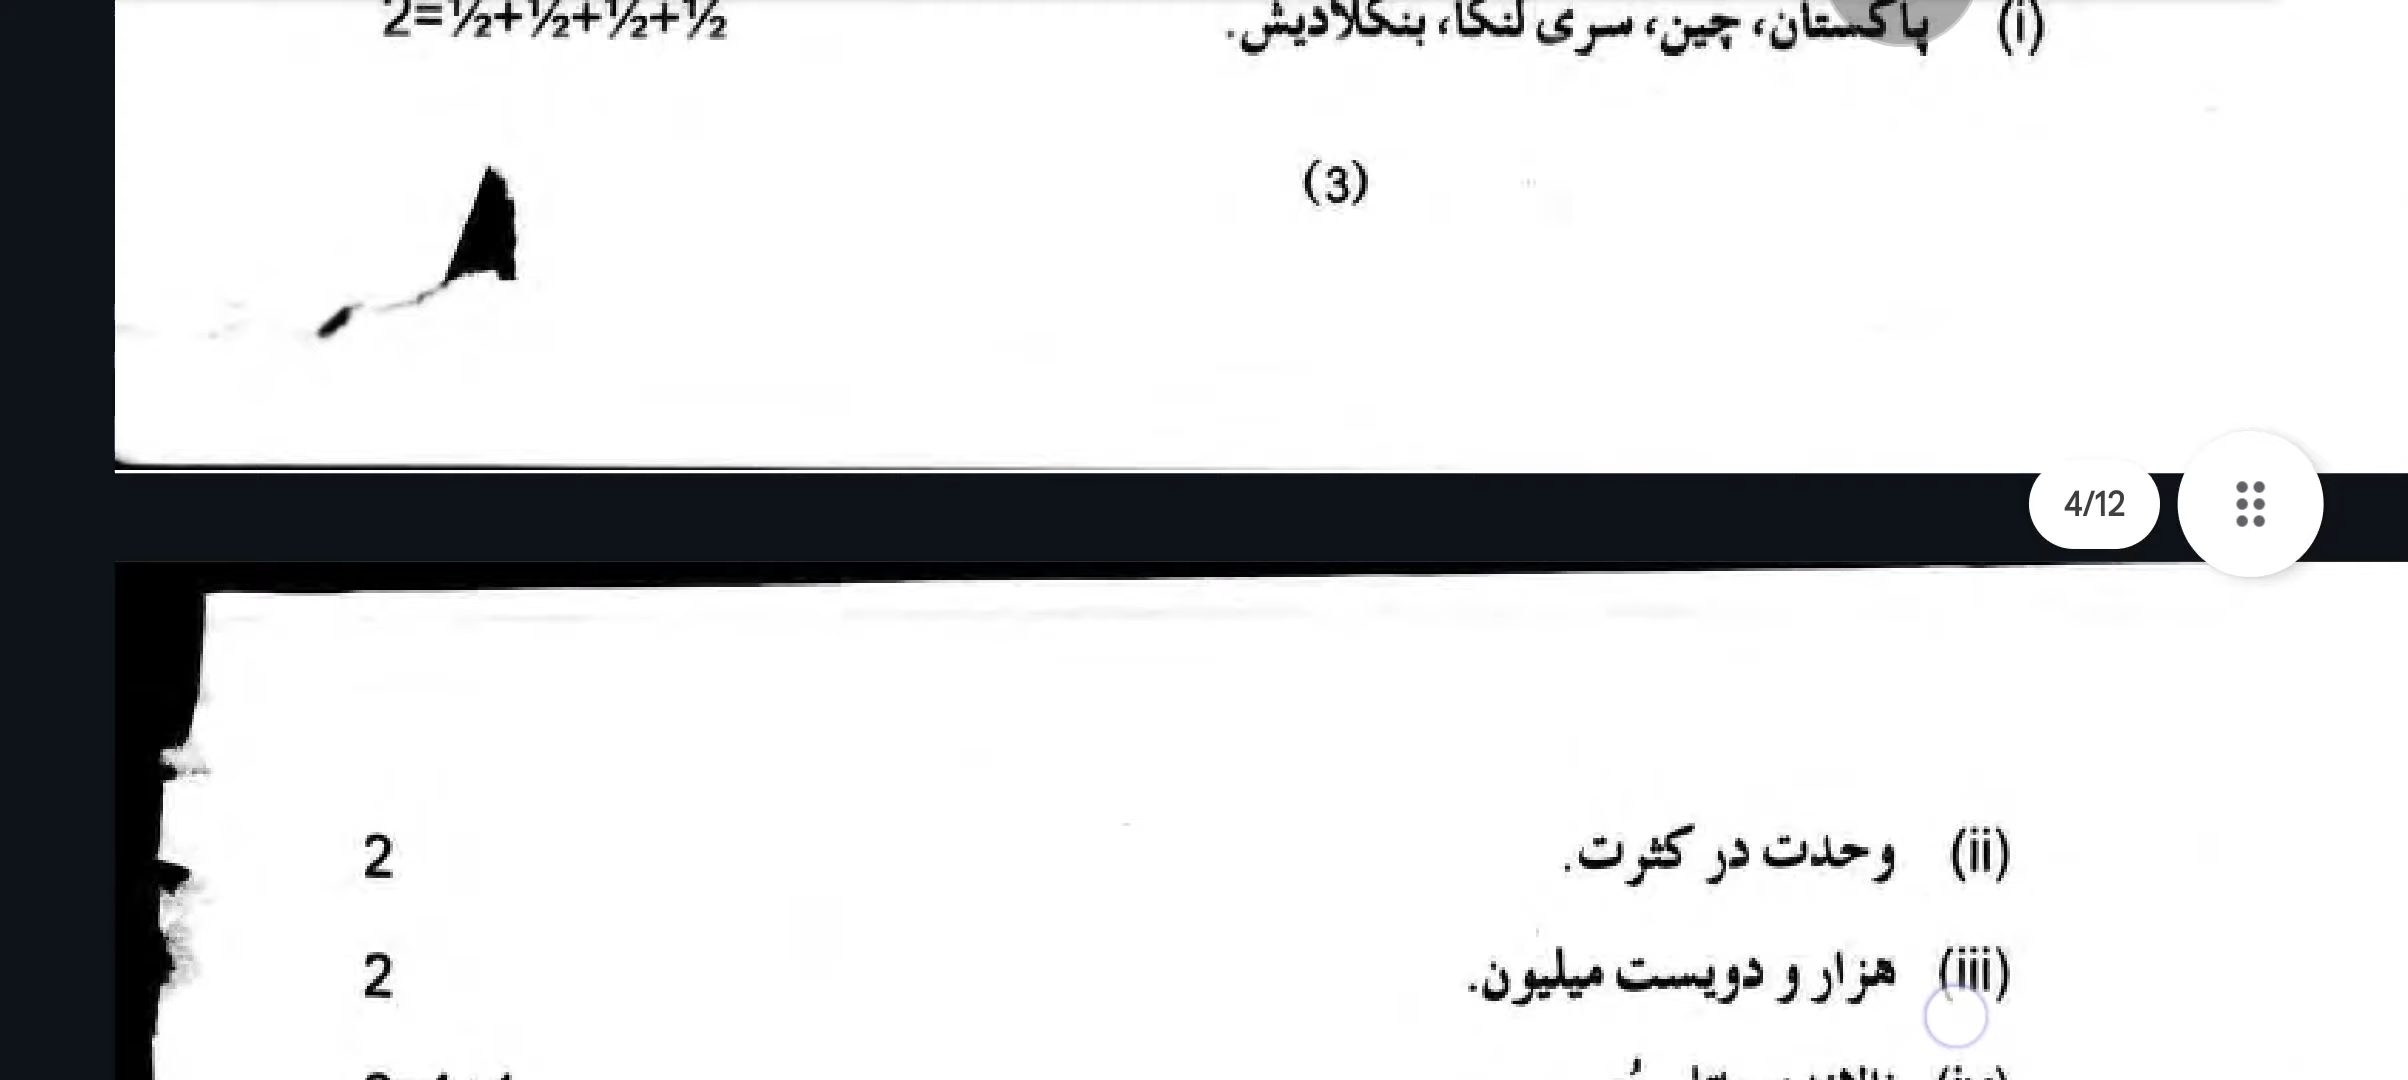 (i) پاکستان، چین، سری لنکا، بنگلادیش. 2=½+½+½+½
(3)
4/12
(ii) وحدت در کثرت. 2
(iii) هزار و دویست میلیون. 2